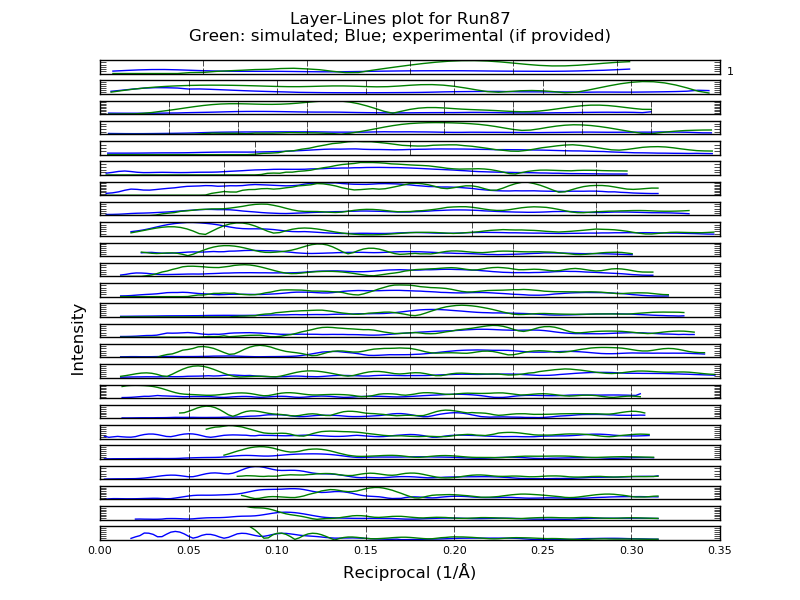 Layer-Lines plot for Run87
Green: simulated; Blue; experimental (if provided)
1
Intensity
0.00 0.05 0.10 0.15 0.20 0.25 0.30 0.35
Reciprocal (1/Å)